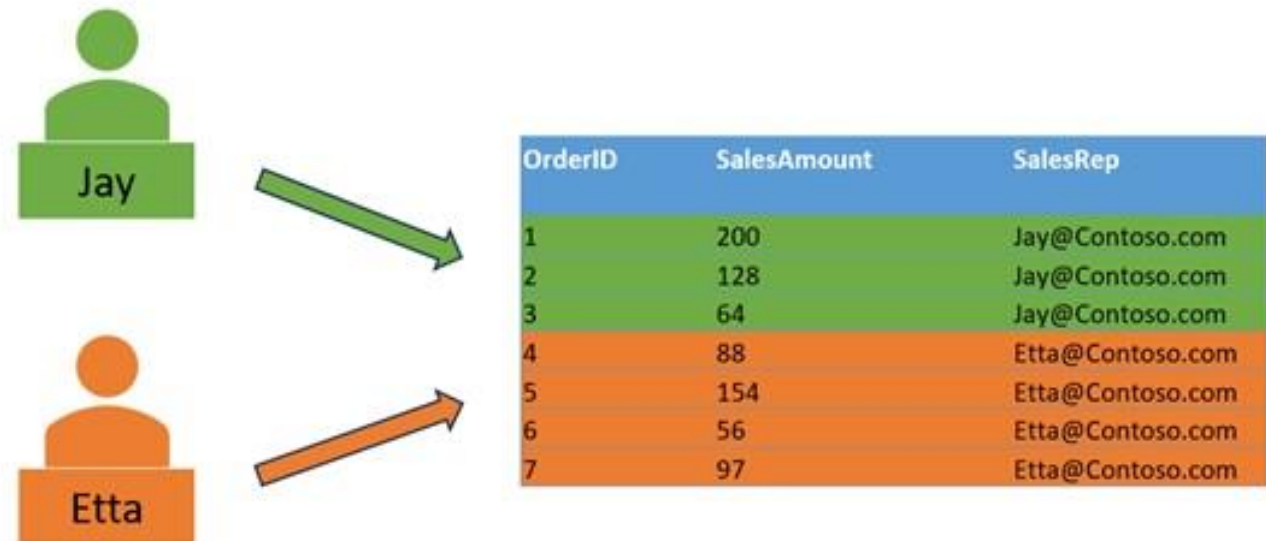 Jay
Etta
OrderID SalesAmount SalesRep
1 200 Jay@Contoso.com
2 128 Jay@Contoso.com
3 64 Jay@Contoso.com
4 88 Etta@Contoso.com
5 154 Etta@Contoso.com
6 56 Etta@Contoso.com
7 97 Etta@Contoso.com